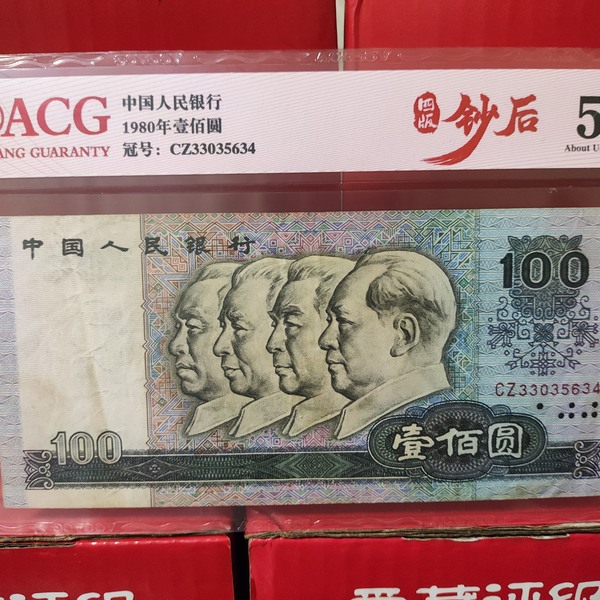 ACG
ANG GUARANTY
中国人民银行
1980年壹佰圆
冠号：CZ33035634
四版
钞后
5
About U
中国人民银行
100
CZ33035634
100
壹佰圆